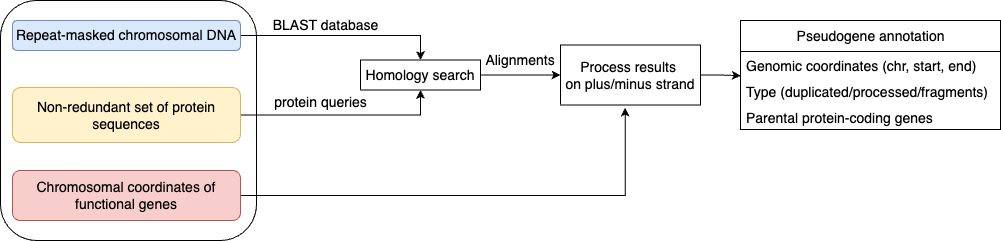 Repeat-masked chromosomal DNA
BLAST database
Non-redundant set of protein
sequences
protein queries
Chromosomal coordinates of
functional genes
Homology search
Alignments
Process results
on plus/minus strand
Pseudogene annotation
Genomic coordinates (chr, start, end)
Type (duplicated/processed/fragments)
Parental protein-coding genes